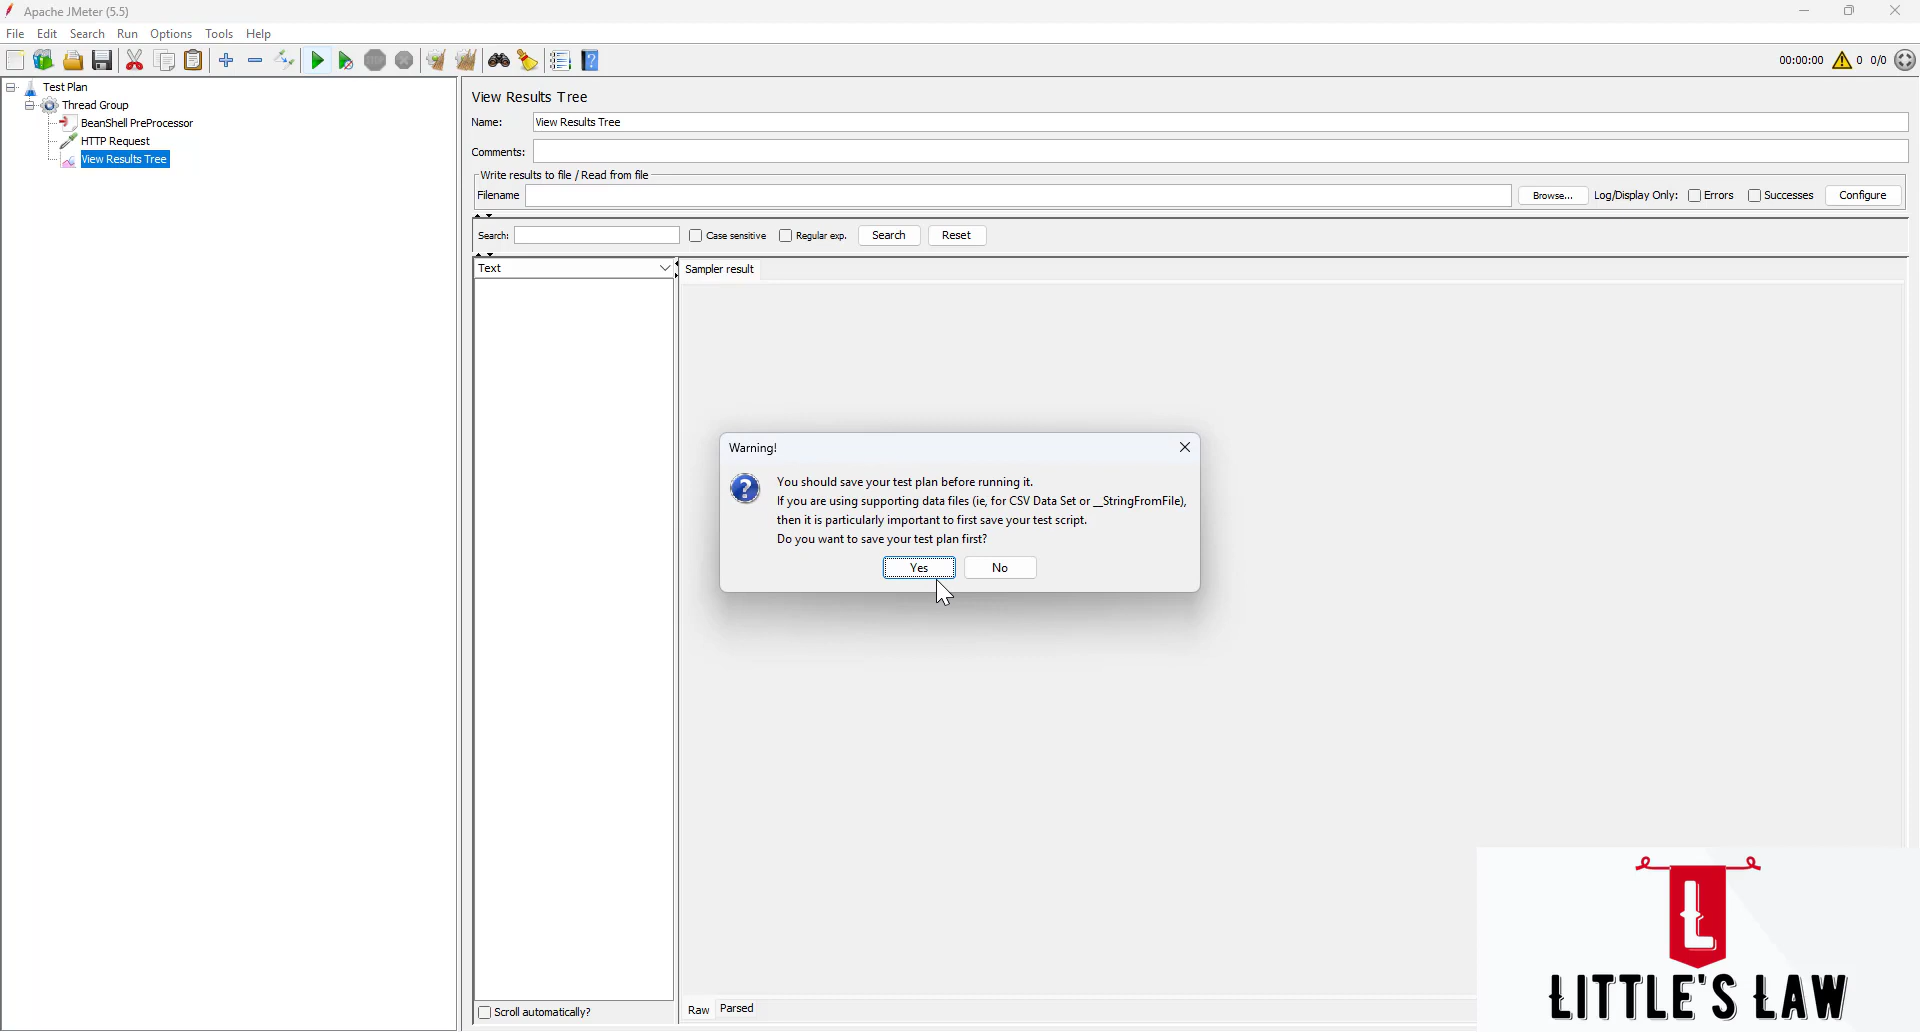 Apache JMeter (5.5)
File Edit Search Run Options Tools Help
00:00:00 0 0/0
Test Plan
Thread Group
BeanShell PreProcessor
HTTP Request
View Results Tree
View Results Tree
Name: View Results Tree
Comments:
Write results to file / Read from file
Filename Browse... Log/Display Only: Errors Successes Configure
Search: Case sensitive Regular exp. Search Reset
Text
Sampler result
Warning!
You should save your test plan before running it.
If you are using supporting data files (ie, for CSV Data Set or __StringFromFile),
then it is particularly important to first save your test script.
Do you want to save your test plan first?
Yes No
Scroll automatically?
Raw Parsed
L
LITTLE'S LAW